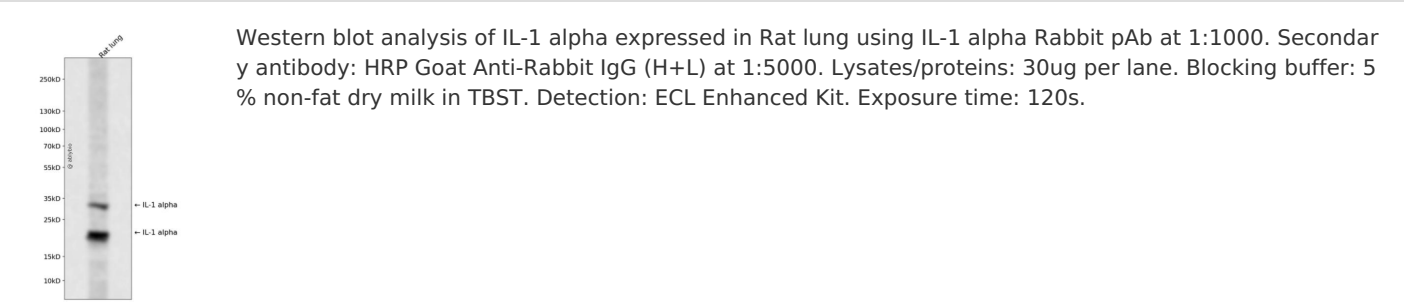 Rat lung
Western blot analysis of IL-1 alpha expressed in Rat lung using IL-1 alpha Rabbit pAb at 1:1000. Secondar
y antibody: HRP Goat Anti-Rabbit IgG (H+L) at 1:5000. Lysates/proteins: 30ug per lane. Blocking buffer: 5
% non-fat dry milk in TBST. Detection: ECL Enhanced Kit. Exposure time: 120s.
250kD
130kD
100kD
70kD
55kD
35kD
← IL-1 alpha
25kD
← IL-1 alpha
15kD
10kD